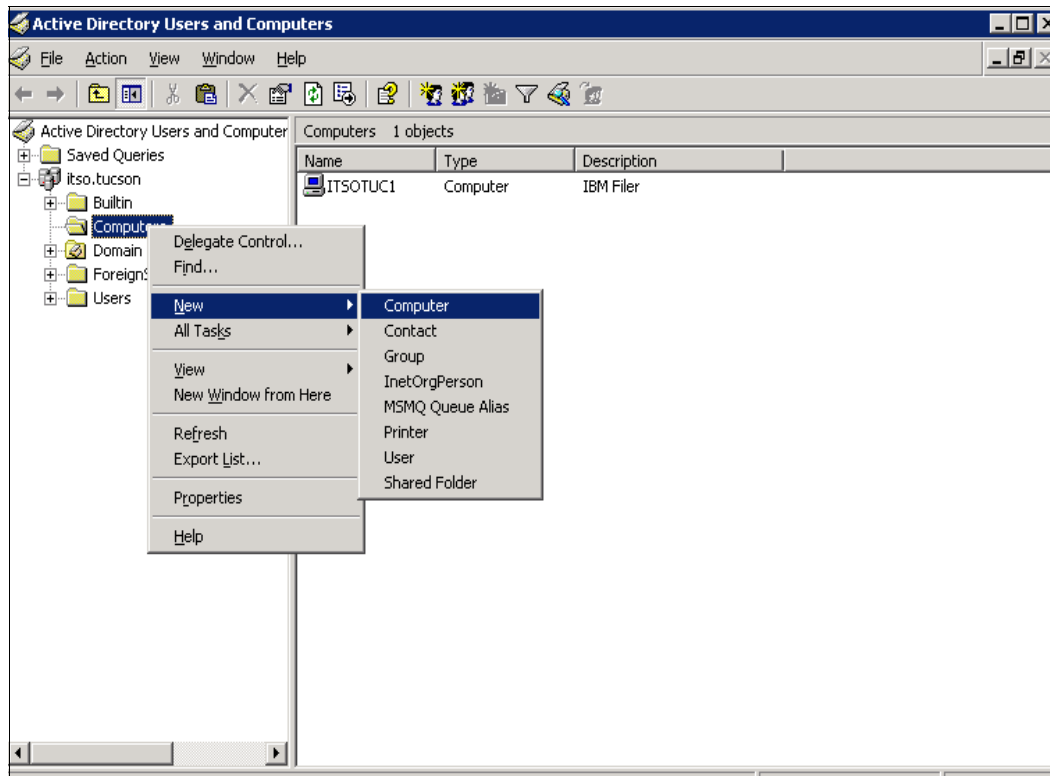 Active Directory Users and Computers
File Action View Window Help
Active Directory Users and Computer
Saved Queries
itso.tucson
Builtin
Computers
Domain
ForeignS
Users
Computers 1 objects
Name Type Description
ITSOTUC1 Computer IBM Filer
Delegate Control...
Find...
New
All Tasks
View
New Window from Here
Refresh
Export List...
Properties
Help
Computer
Contact
Group
InetOrgPerson
MSMQ Queue Alias
Printer
User
Shared Folder